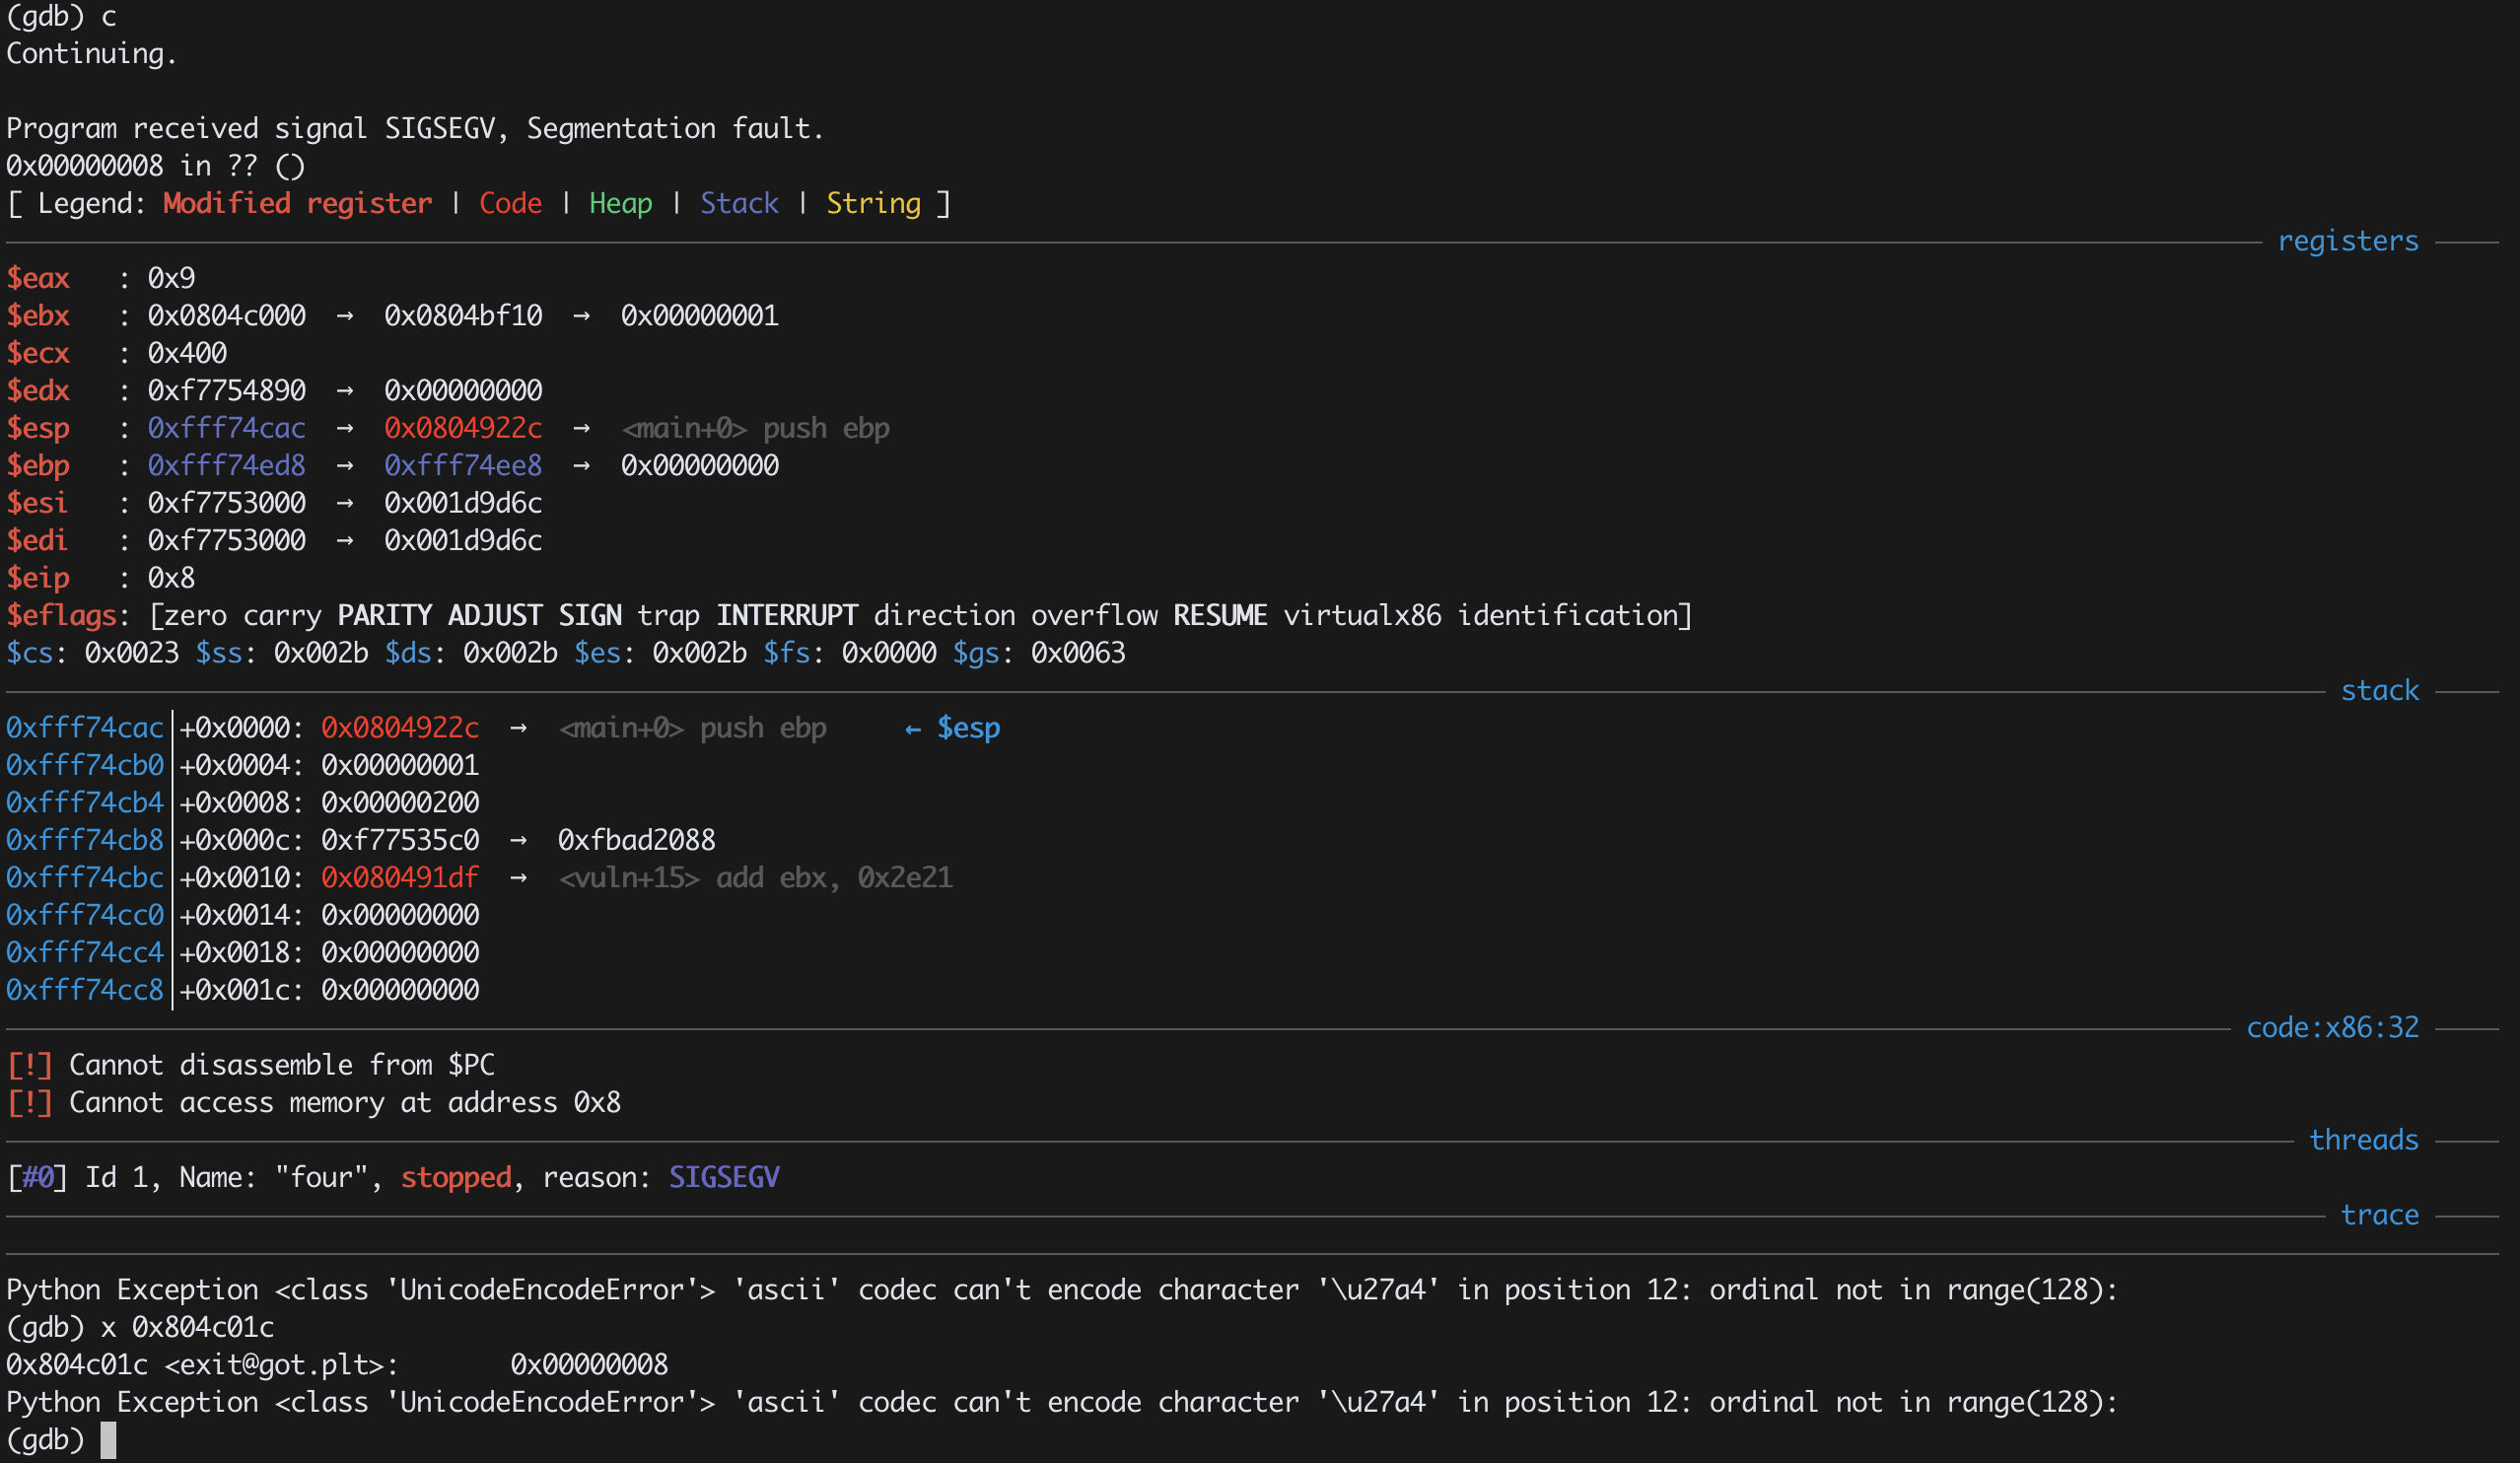 (gdb) c
Continuing.
Program received signal SIGSEGV, Segmentation fault.
0x00000008 in ?? ()
[ Legend: Modified register | Code | Heap | Stack | String ]
registers
$eax   : 0x9
$ebx   : 0x0804c000  →  0x0804bf10  →  0x00000001
$ecx   : 0x400
$edx   : 0xf7754890  →  0x00000000
$esp   : 0xfff74cac  →  0x0804922c  →  <main+0> push ebp
$ebp   : 0xfff74ed8  →  0xfff74ee8  →  0x00000000
$esi   : 0xf7753000  →  0x001d9d6c
$edi   : 0xf7753000  →  0x001d9d6c
$eip   : 0x8
$eflags: [zero carry PARITY ADJUST SIGN trap INTERRUPT direction overflow RESUME virtualx86 identification]
$cs: 0x0023 $ss: 0x002b $ds: 0x002b $es: 0x002b $fs: 0x0000 $gs: 0x0063
stack
0xfff74cac│+0x0000: 0x0804922c  →  <main+0> push ebp     ← $esp
0xfff74cb0│+0x0004: 0x00000001
0xfff74cb4│+0x0008: 0x00000200
0xfff74cb8│+0x000c: 0xf77535c0  →  0xfbad2088
0xfff74cbc│+0x0010: 0x080491df  →  <vuln+15> add ebx, 0x2e21
0xfff74cc0│+0x0014: 0x00000000
0xfff74cc4│+0x0018: 0x00000000
0xfff74cc8│+0x001c: 0x00000000
code:x86:32
[!] Cannot disassemble from $PC
[!] Cannot access memory at address 0x8
threads
[#0] Id 1, Name: "four", stopped, reason: SIGSEGV
trace
Python Exception <class 'UnicodeEncodeError'> 'ascii' codec can't encode character '\u27a4' in position 12: ordinal not in range(128):
(gdb) x 0x804c01c
0x804c01c <exit@got.plt>:       0x00000008
Python Exception <class 'UnicodeEncodeError'> 'ascii' codec can't encode character '\u27a4' in position 12: ordinal not in range(128):
(gdb)